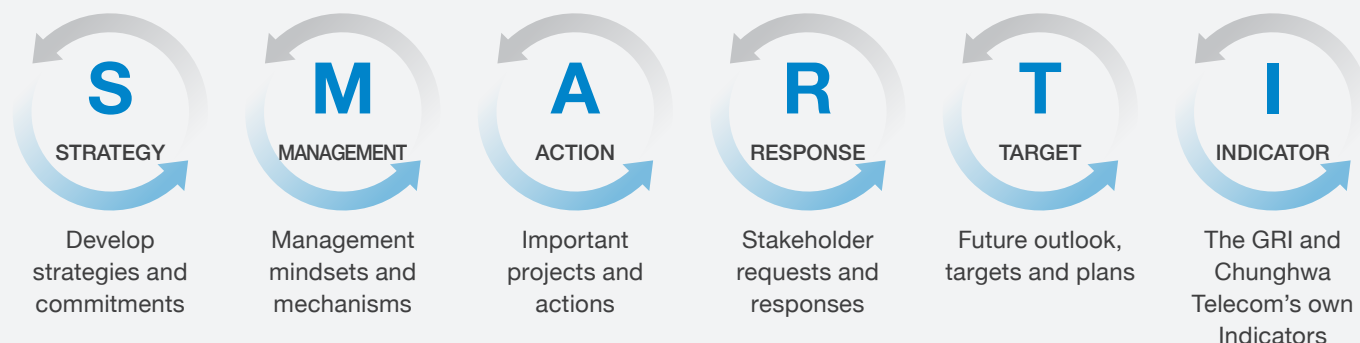 S
STRATEGY
Develop
strategies and
commitments
M
MANAGEMENT
Management
mindsets and
mechanisms
A
ACTION
Important
projects and
actions
R
RESPONSE
Stakeholder
requests and
responses
T
TARGET
Future outlook,
targets and plans
I
INDICATOR
The GRI and
Chunghwa
Telecom's own
Indicators